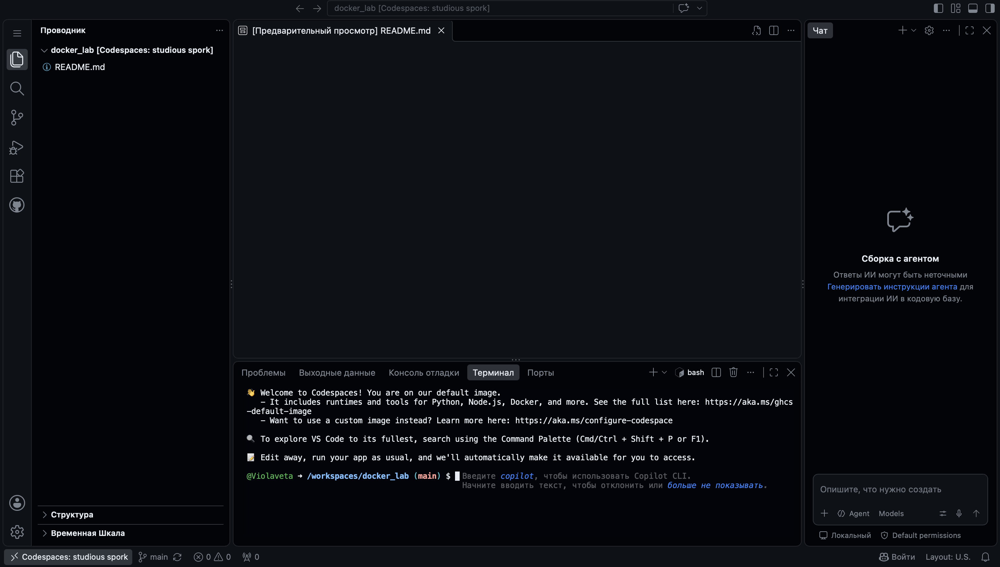 docker_lab [Codespaces: studious spork]
Проводник
docker_lab [Codespaces: studious spork]
README.md
Структура
Временная Шкала
[Предварительный просмотр] README.md
Проблемы
Выходные данные
Консоль отладки
Терминал
Порты
bash
👋 Welcome to Codespaces! You are on our default image.
- It includes runtimes and tools for Python, Node.js, Docker, and more. See the full list here: https://aka.ms/ghcs
-default-image
- Want to use a custom image instead? Learn more here: https://aka.ms/configure-codespace
🔍 To explore VS Code to its fullest, search using the Command Palette (Cmd/Ctrl + Shift + P or F1).
📝 Edit away, run your app as usual, and we'll automatically make it available for you to access.
@Violaveta ➜ /workspaces/docker_lab (main) $ Введите copilot, чтобы использовать Copilot CLI.
Начните вводить текст, чтобы отклонить или больше не показывать.
Чат
Сборка с агентом
Ответы ИИ могут быть неточными
Генерировать инструкции агента для
интеграции ИИ в кодовую базу.
Опишите, что нужно создать
Agent
Models
Локальный
Default permissions
Codespaces: studious spork
main
0
0
0
Войти
Layout: U.S.